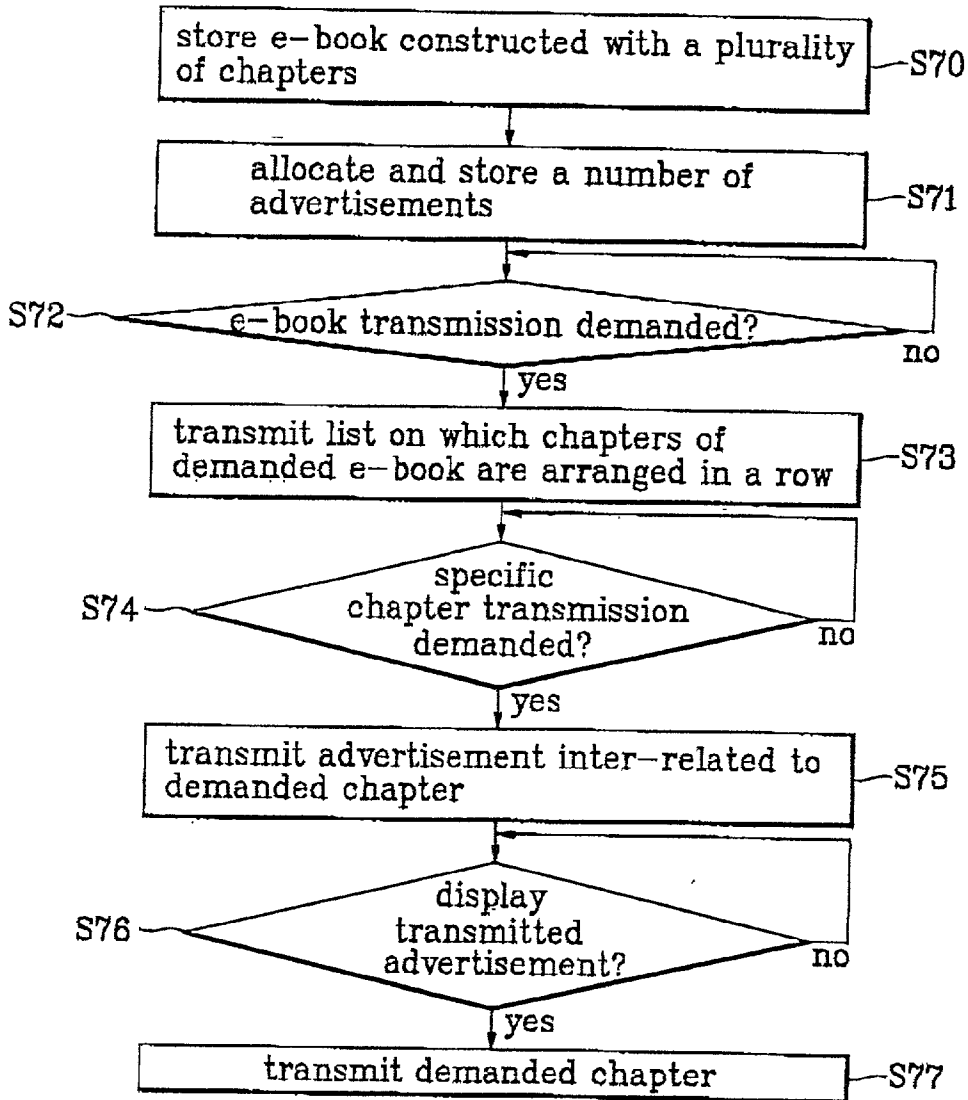 store e-book constructed with a plurality
of chapters
S70
allocate and store a number of
advertisements
S71
S72
e-book transmission demanded?
no
yes
transmit list on which chapters of
demanded e-book are arranged in a row
S73
S74
specific
chapter transmission
demanded?
no
yes
transmit advertisement inter-related to
demanded chapter
S75
S76
display
transmitted
advertisement?
no
yes
transmit demanded chapter
S77